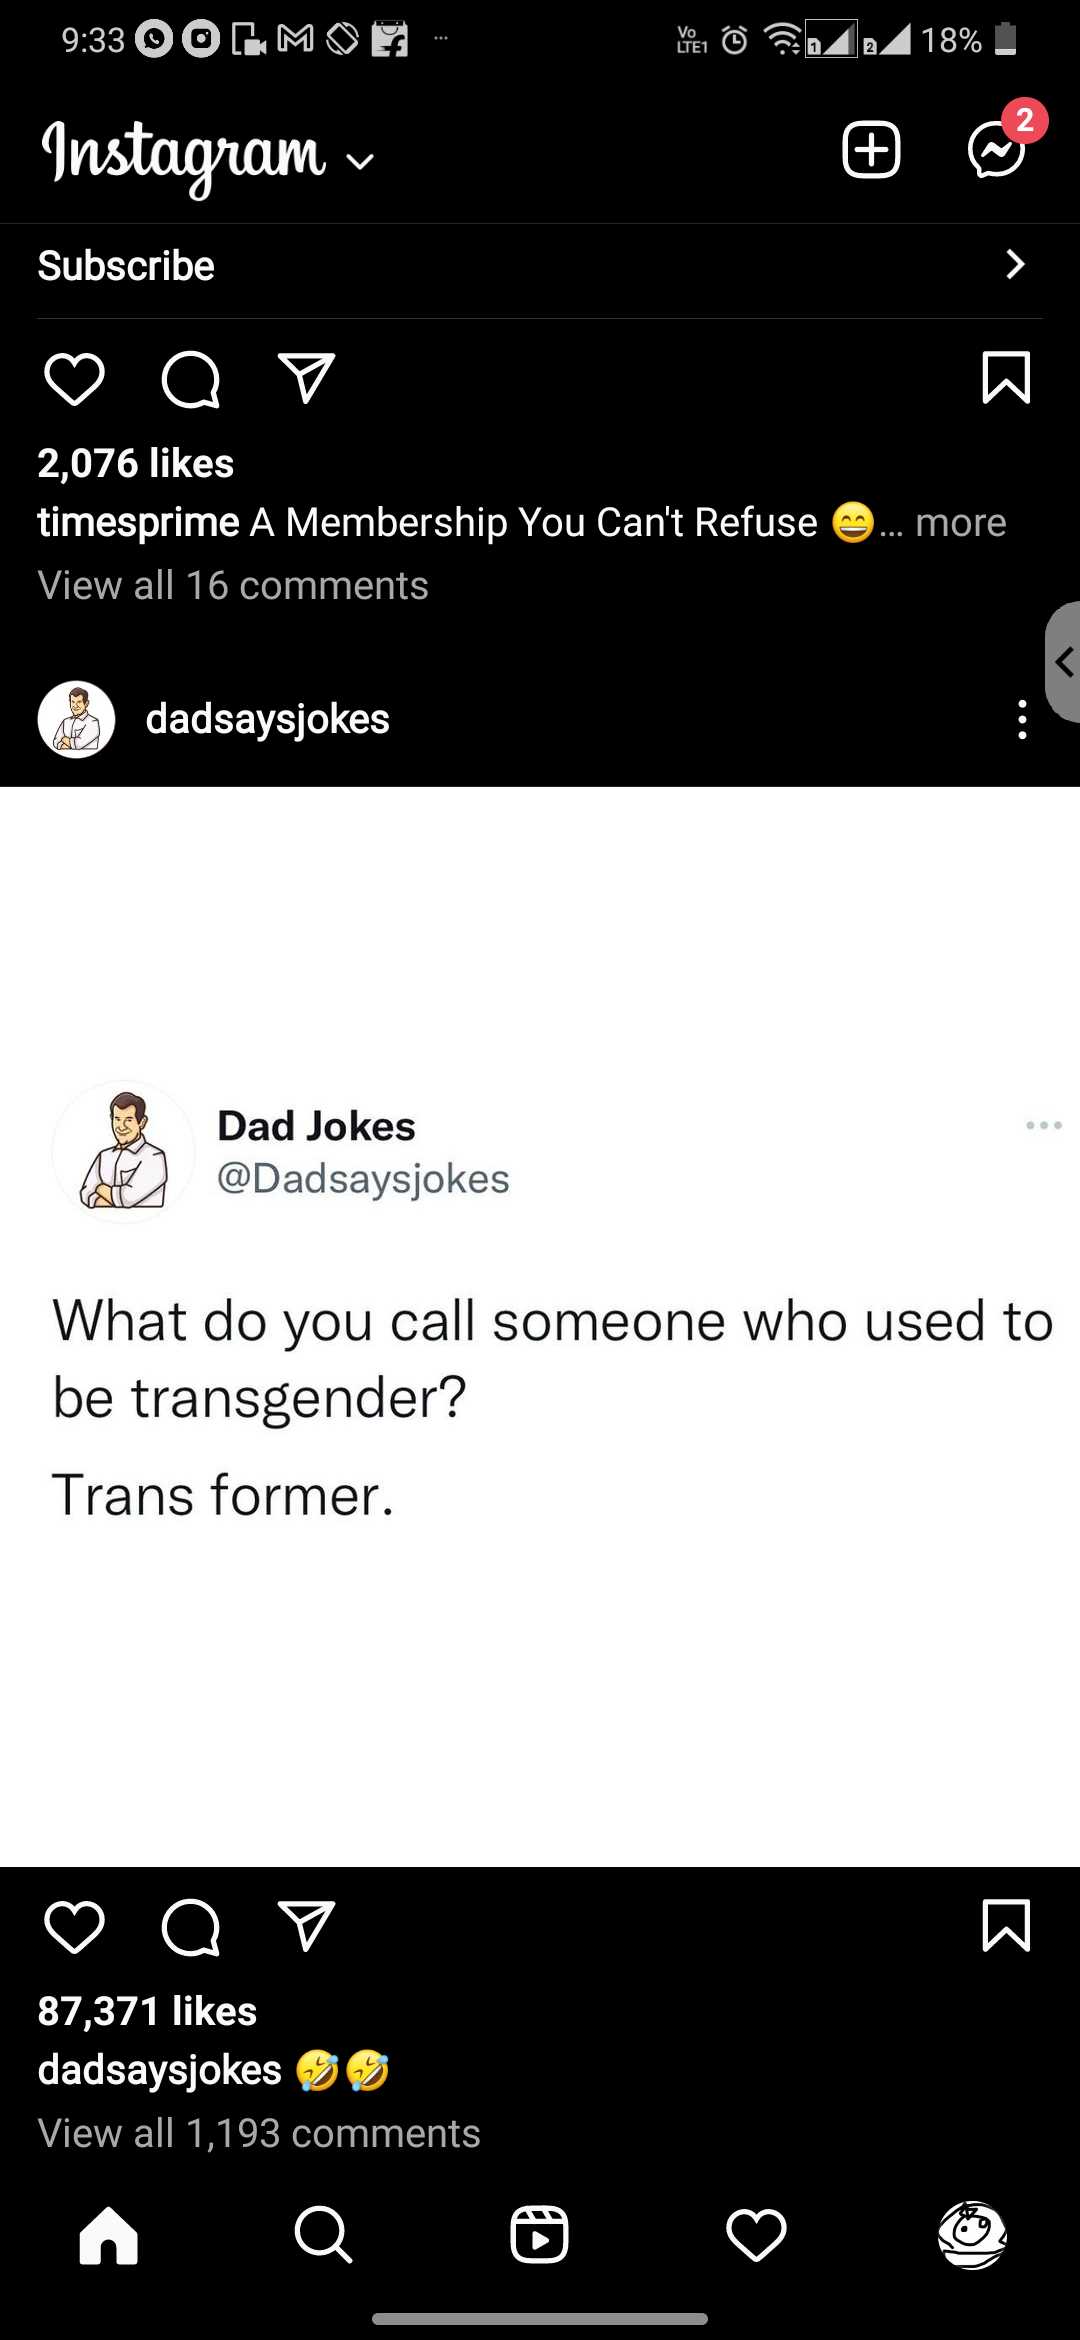 9:33
Vo
LTE1
1
2
18%
Instagram
2
Subscribe
2,076 likes
timesprime A Membership You Can't Refuse 😄... more
View all 16 comments
dadsaysjokes
Dad Jokes
@Dadsaysjokes
What do you call someone who used to
be transgender?
Trans former.
87,371 likes
dadsaysjokes 🤣🤣
View all 1,193 comments